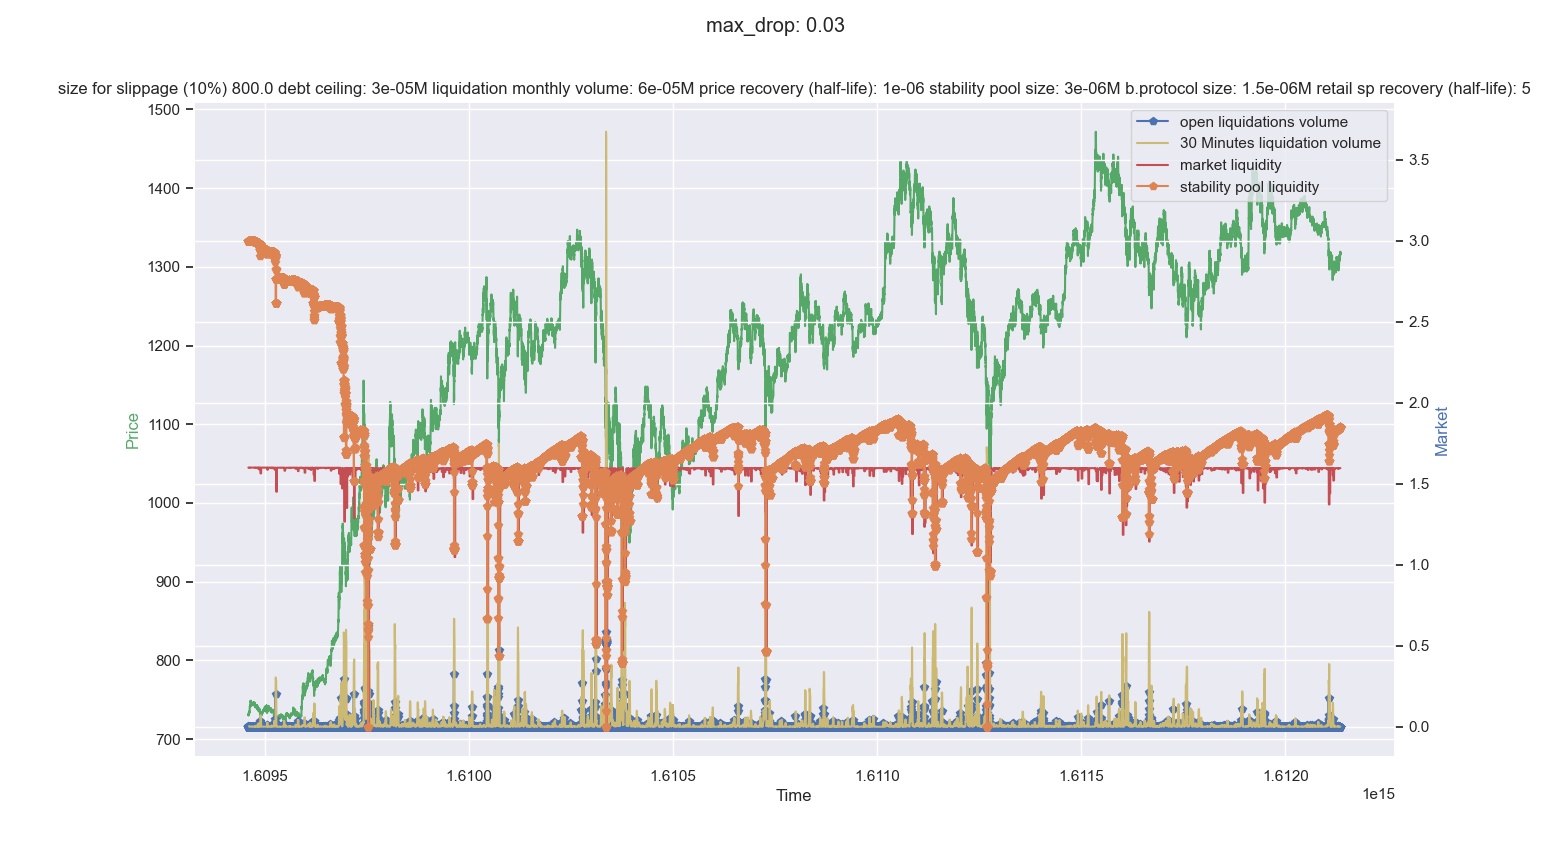 max_drop: 0.03
size for slippage (10%) 800.0 debt ceiling: 3e-05M liquidation monthly volume: 6e-05M price recovery (half-life): 1e-06 stability pool size: 3e-06M b.protocol size: 1.5e-06M retail sp recovery (half-life): 5
open liquidations volume
30 Minutes liquidation volume
market liquidity
stability pool liquidity
1500
1400
1300
1200
1100
1000
900
800
700
Price
3.5
3.0
2.5
2.0
1.5
1.0
0.5
0.0
Market
1.6095 1.6100 1.6105 1.6110 1.6115 1.6120
Time
1e15